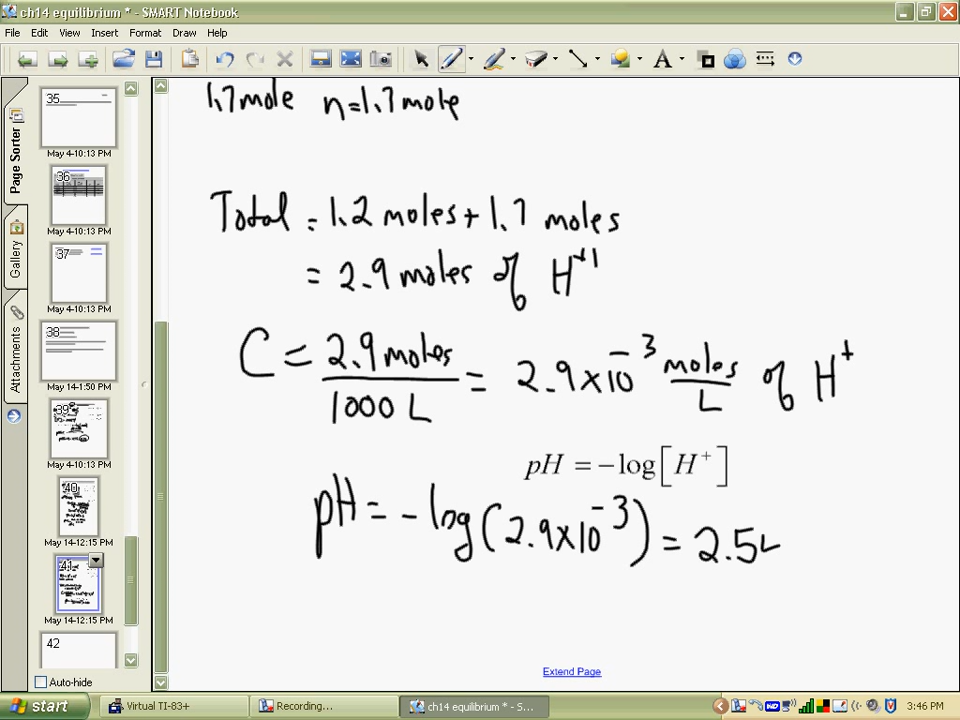 ch14 equilibrium * - SMART Notebook
File Edit View Insert Format Draw Help
Page Sorter
Gallery
Attachments
35
May 4-10:13 PM
36
May 4-10:13 PM
37
May 4-10:13 PM
38
May 14-1:50 PM
39
May 4-10:13 PM
40
May 14-12:15 PM
41
May 14-12:15 PM
42
Auto-hide
1.7 mole n=1.7 mole
Total = 1.2 moles + 1.7 moles
= 2.9 moles of H⁺¹
C = 2.9 moles / 1000 L = 2.9×10⁻³ moles / L of H⁺
pH = −log[H⁺]
pH = -log(2.9×10⁻³) = 2.54
Extend Page
start
Virtual TI-83+
Recording...
ch14 equilibrium * - S...
3:46 PM